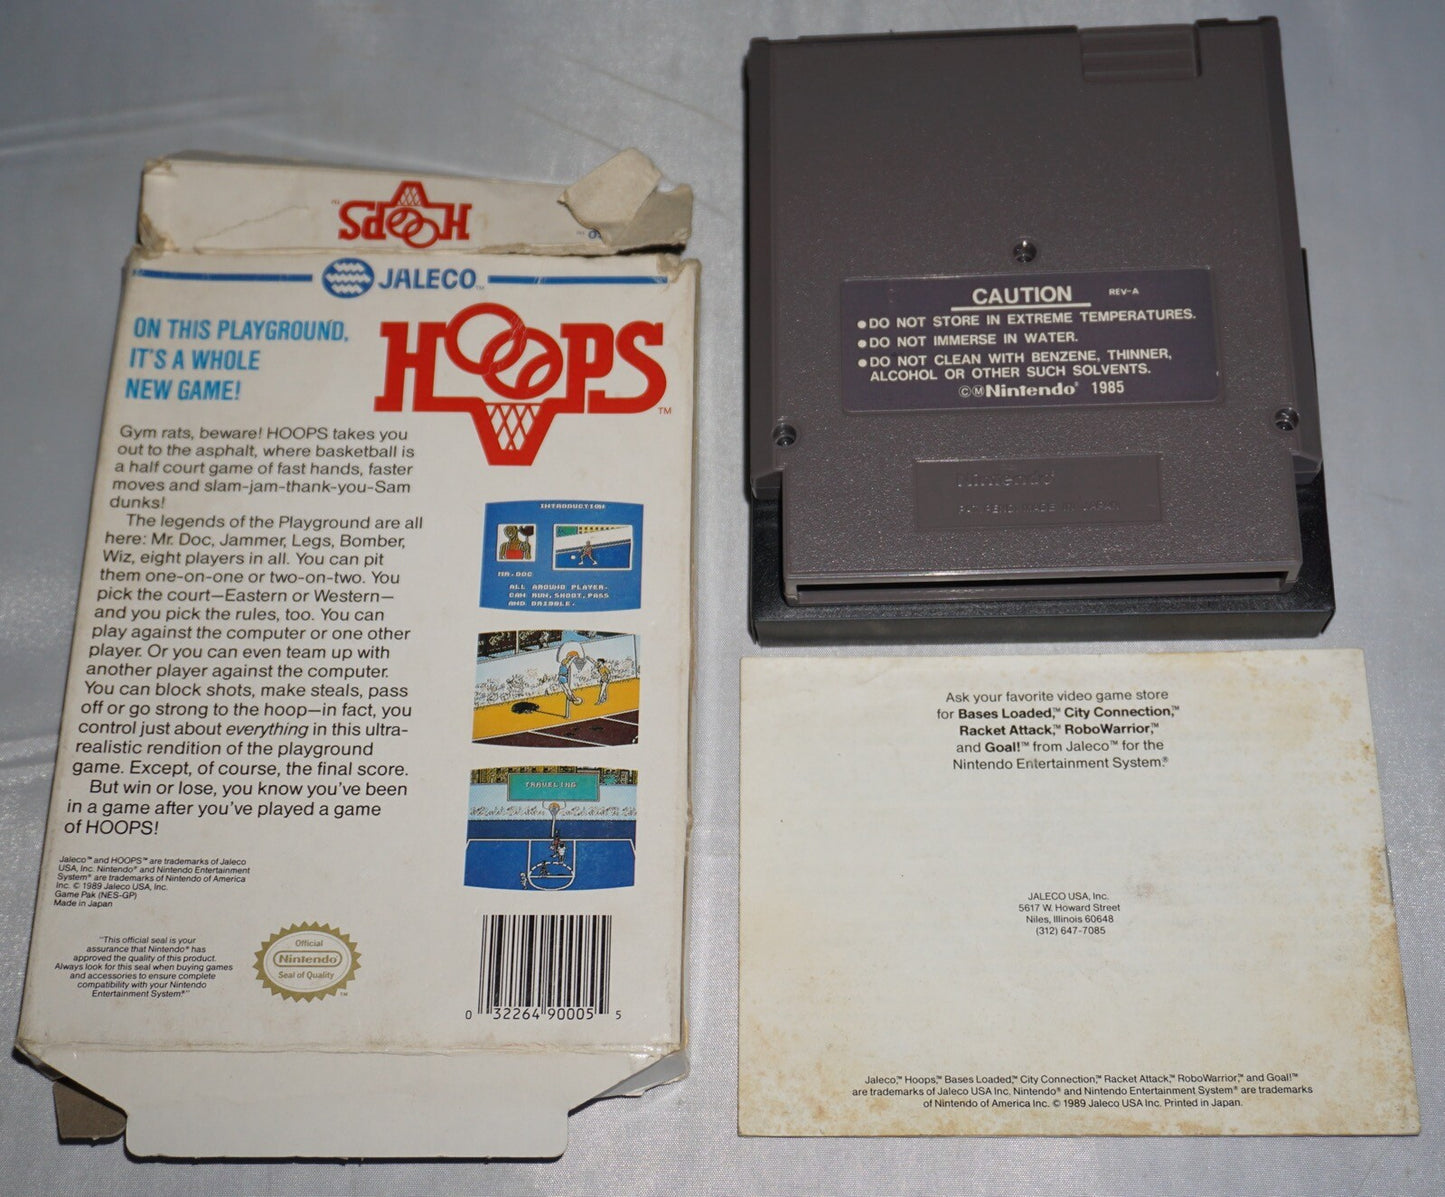 HOOPS
JALECO™
ON THIS PLAYGROUND,
IT'S A WHOLE
NEW GAME!
HOOPS™
Gym rats, beware! HOOPS takes you
out to the asphalt, where basketball is
a half court game of fast hands, faster
moves and slam-jam-thank-you-Sam
dunks!
The legends of the Playground are all
here: Mr. Doc, Jammer, Legs, Bomber,
Wiz, eight players in all. You can pit
them one-on-one or two-on-two. You
pick the court—Eastern or Western—
and you pick the rules, too. You can
play against the computer or one other
player. Or you can even team up with
another player against the computer.
You can block shots, make steals, pass
off or go strong to the hoop—in fact, you
control just about everything in this ultra-
realistic rendition of the playground
game. Except, of course, the final score.
But win or lose, you know you've been
in a game after you've played a game
of HOOPS!
INTRODUCTION
MR.DOC
ALL AROUND PLAYER.
CAN RUN,SHOOT,PASS
AND DRIBBLE.
TRAVELING
Jaleco™ and HOOPS™ are trademarks of Jaleco
USA, Inc. Nintendo® and Nintendo Entertainment
System® are trademarks of Nintendo of America
Inc. © 1989 Jaleco USA, Inc.
Game Pak (NES-GP)
Made in Japan
"This official seal is your
assurance that Nintendo® has
approved the quality of this product.
Always look for this seal when buying games
and accessories to ensure complete
compatibility with your Nintendo
Entertainment System®"
Official
Nintendo®
Seal of Quality
™
0 32264 90005 5
CAUTION REV-A
●DO NOT STORE IN EXTREME TEMPERATURES.
●DO NOT IMMERSE IN WATER.
●DO NOT CLEAN WITH BENZENE, THINNER,
ALCOHOL OR OTHER SUCH SOLVENTS.
©ⓂNintendo® 1985
Nintendo®
PAT. PEND. MADE IN JAPAN
Ask your favorite video game store
for Bases Loaded,™ City Connection,™
Racket Attack,™ RoboWarrior,™
and Goal!™ from Jaleco™ for the
Nintendo Entertainment System.®
JALECO USA, Inc.
5617 W. Howard Street
Niles, Illinois 60648
(312) 647-7085
Jaleco,™ Hoops,™ Bases Loaded,™ City Connection,™ Racket Attack,™ RoboWarrior,™ and Goal!™
are trademarks of Jaleco USA Inc. Nintendo® and Nintendo Entertainment System® are trademarks
of Nintendo of America Inc. © 1989 Jaleco USA Inc. Printed in Japan.